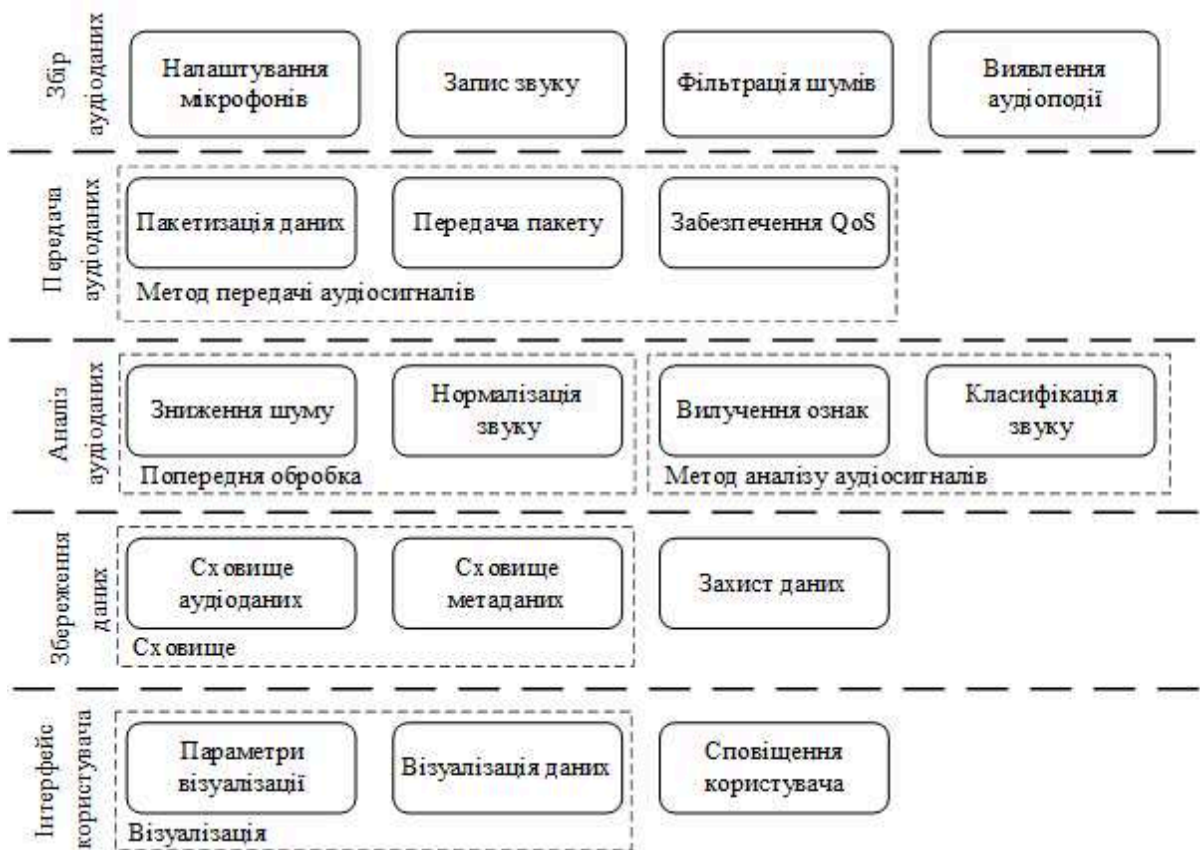 Збір
аудіоданих
Налаштування
мікрофонів
Запис звуку
Фільтрація шумів
Виявлення
аудіоподії
Передача
аудіоданих
Пакетизація даних
Передача пакету
Забезпечення QoS
Метод передачі аудіосигналів
Аналіз
аудіоданих
Зниження шуму
Нормалізація
звуку
Вилучення ознак
Класифікація
звуку
Попередня обробка
Метод аналізу аудіосигналів
Збереження
даних
Сховище
аудіоданих
Сховище
метаданих
Захист даних
Сховище
Інтерфейс
користувача
Параметри
візуалізації
Візуалізація даних
Сповіщення
користувача
Візуалізація